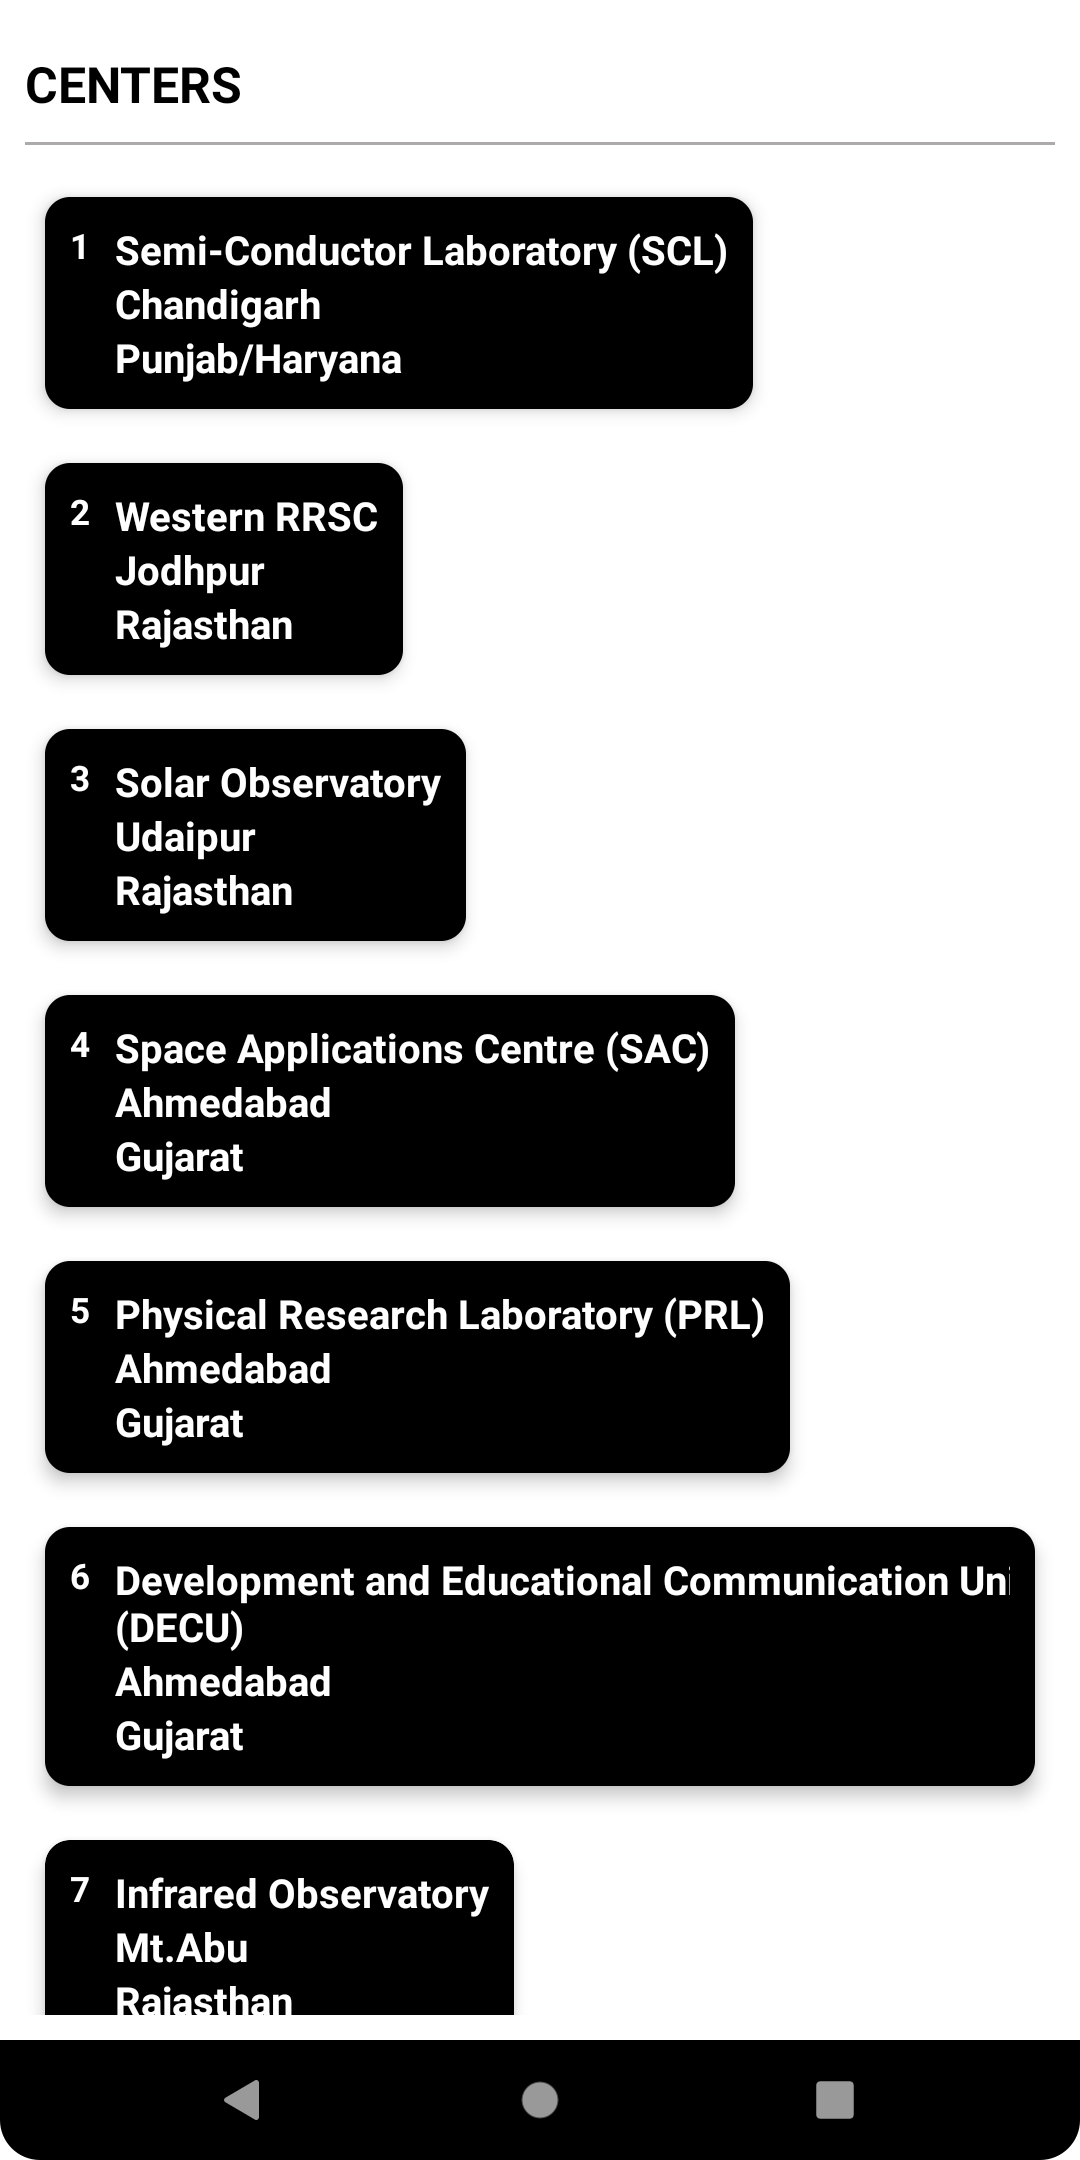 CENTERS
1 Semi-Conductor Laboratory (SCL)
Chandigarh
Punjab/Haryana
2 Western RRSC
Jodhpur
Rajasthan
3 Solar Observatory
Udaipur
Rajasthan
4 Space Applications Centre (SAC)
Ahmedabad
Gujarat
5 Physical Research Laboratory (PRL)
Ahmedabad
Gujarat
6 Development and Educational Communication Uni
(DECU)
Ahmedabad
Gujarat
7 Infrared Observatory
Mt.Abu
Rajasthan